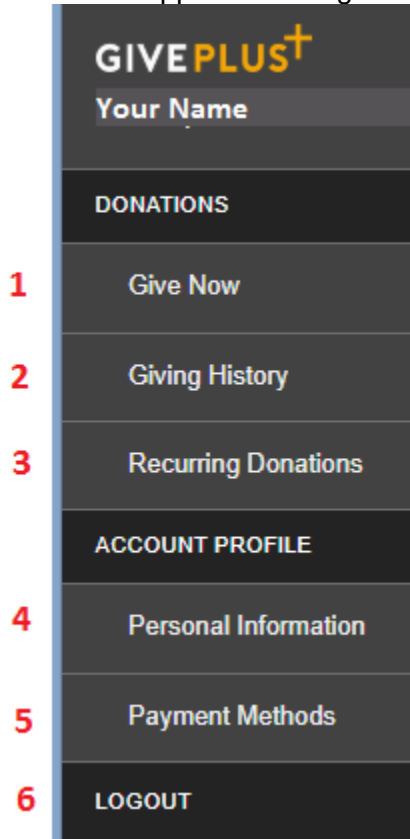 GIVEPLUS+
Your Name
DONATIONS
1 Give Now
2 Giving History
3 Recurring Donations
ACCOUNT PROFILE
4 Personal Information
5 Payment Methods
6 LOGOUT